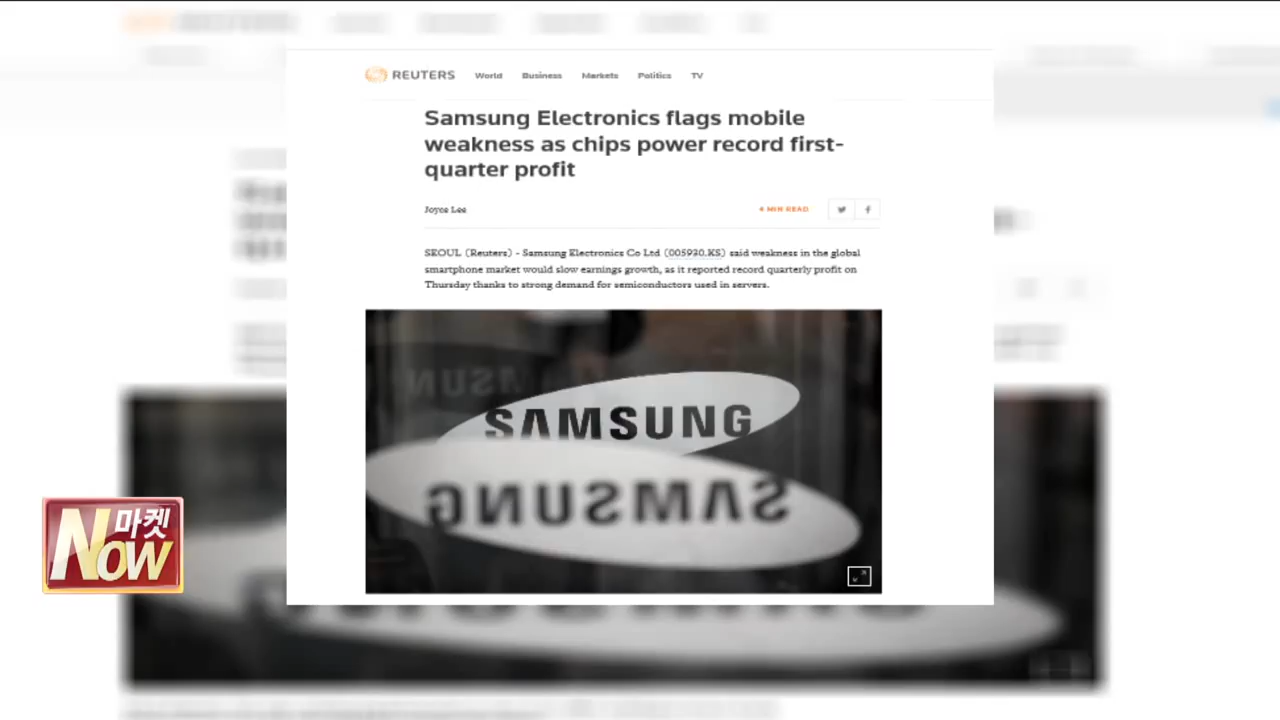 REUTERS World Business Markets Politics TV
Samsung Electronics flags mobile
weakness as chips power record first-
quarter profit
Joyce Lee
4 MIN READ
SEOUL (Reuters) - Samsung Electronics Co Ltd (005930.KS) said weakness in the global
smartphone market would slow earnings growth, as it reported record quarterly profit on
Thursday thanks to strong demand for semiconductors used in servers.
SAMSUNG
SAMSUNG
마켓
NOW